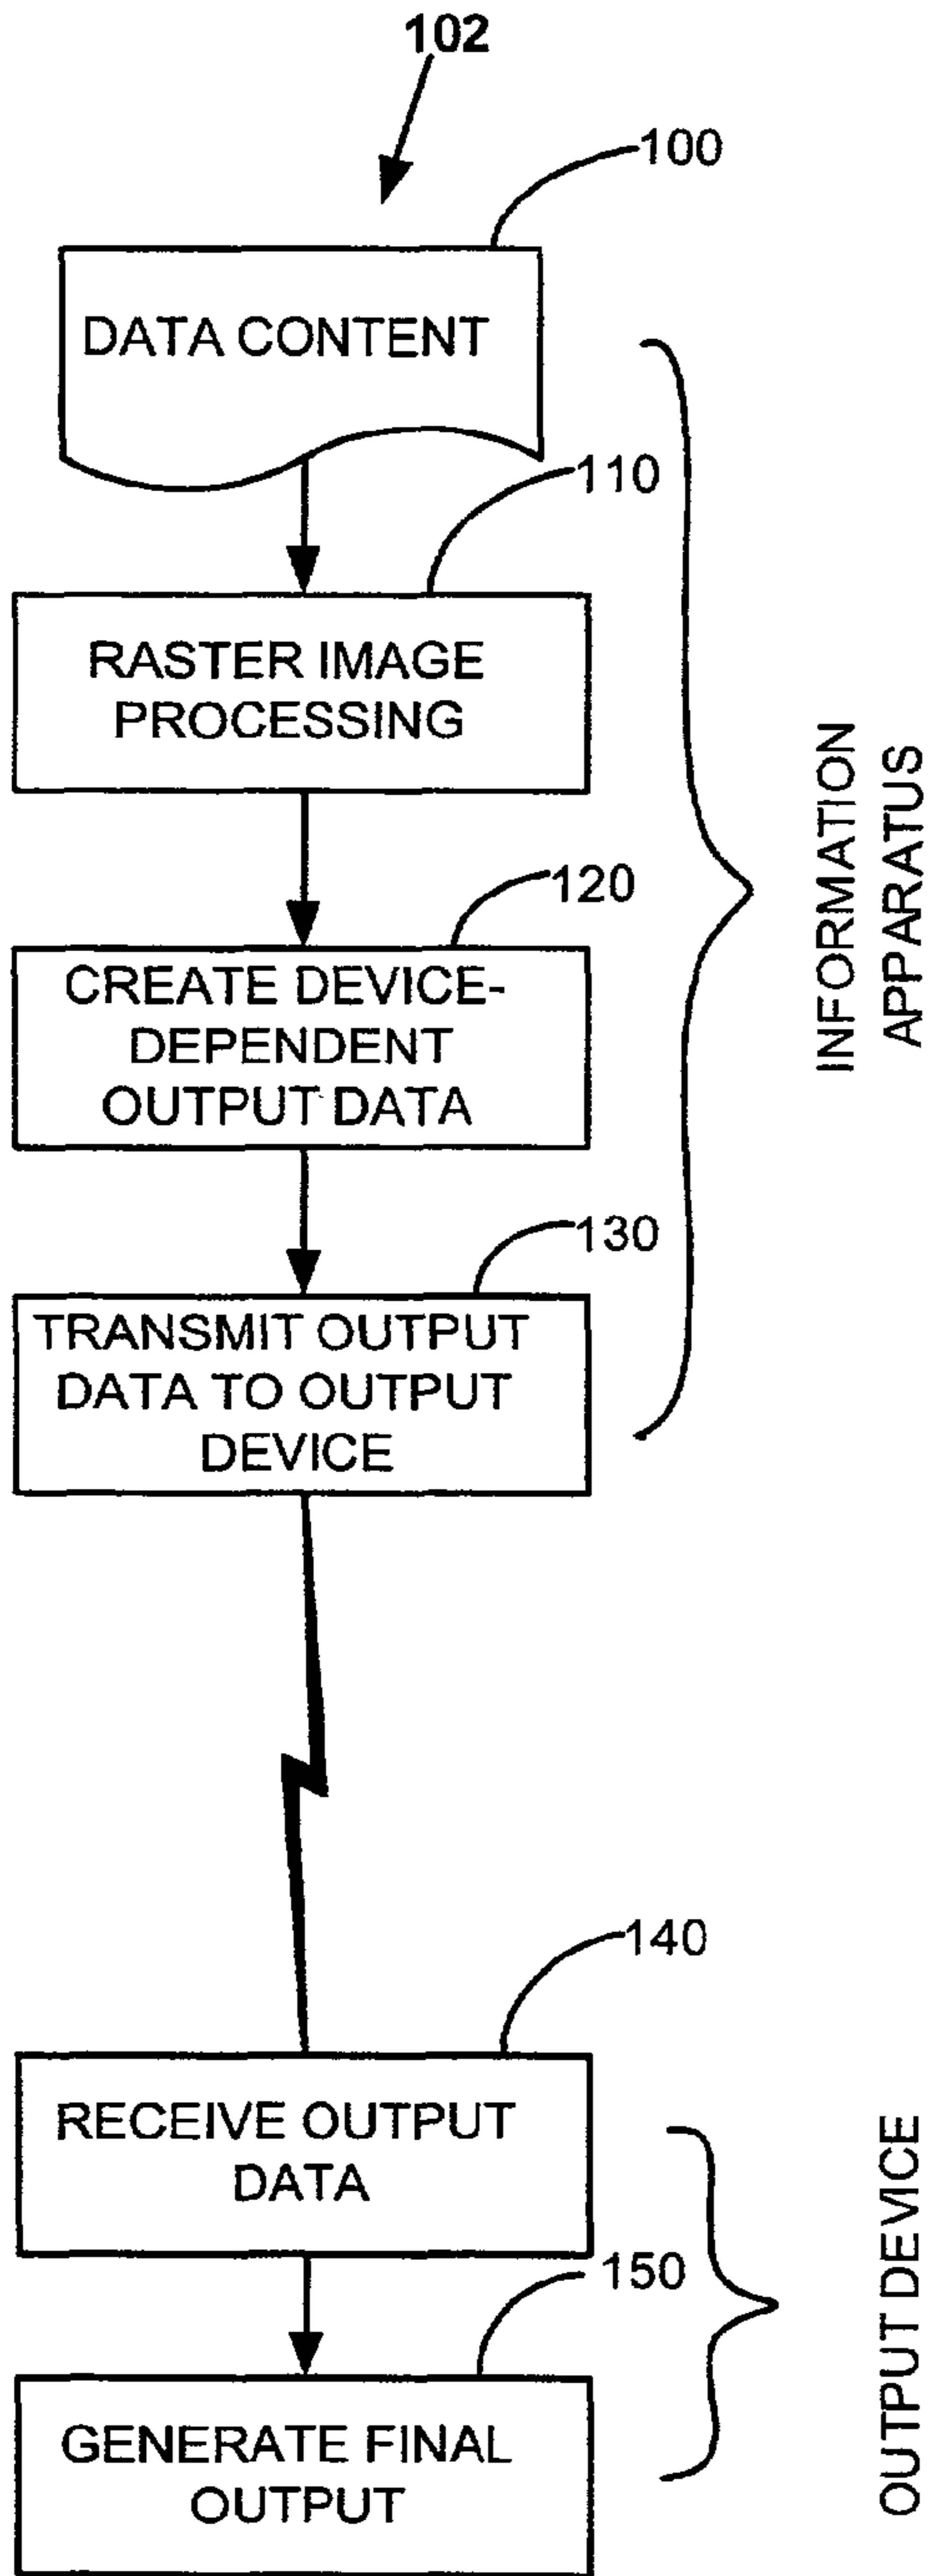 102
100
DATA CONTENT
110
RASTER IMAGE
PROCESSING
120
CREATE DEVICE-
DEPENDENT
OUTPUT DATA
130
TRANSMIT OUTPUT
DATA TO OUTPUT
DEVICE
INFORMATION
APPARATUS
140
RECEIVE OUTPUT
DATA
150
GENERATE FINAL
OUTPUT
OUTPUT DEVICE